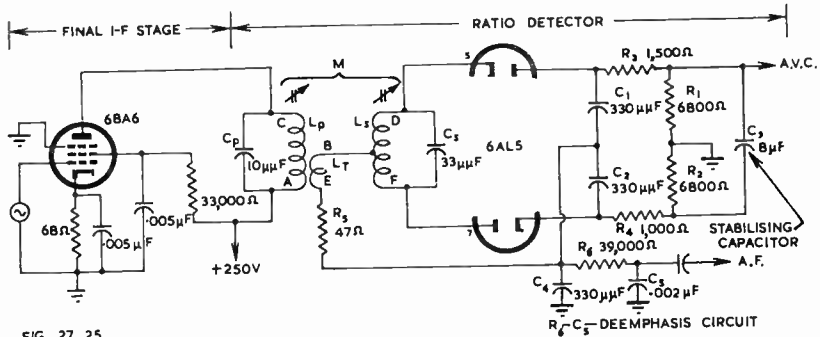 FINAL I-F STAGE
RATIO DETECTOR
M
6BA6
C
Lp
Cp
10μμF
A
B
LT
E
Ls
D
F
Cs
33μμF
5
7
6AL5
R3 1,500Ω
A.V.C.
C1
330μμF
R1
6800Ω
C2
330μμF
R2
6800Ω
C9
8μF
R4 1,000Ω
STABILISING
CAPACITOR
68Ω
.005μF
.005μF
33,000Ω
+250V
R5
47Ω
R6 39,000Ω
A.F.
C4
330μμF
C5
.002μF
R6-C5-DEEMPHASIS CIRCUIT
FIG. 27.25